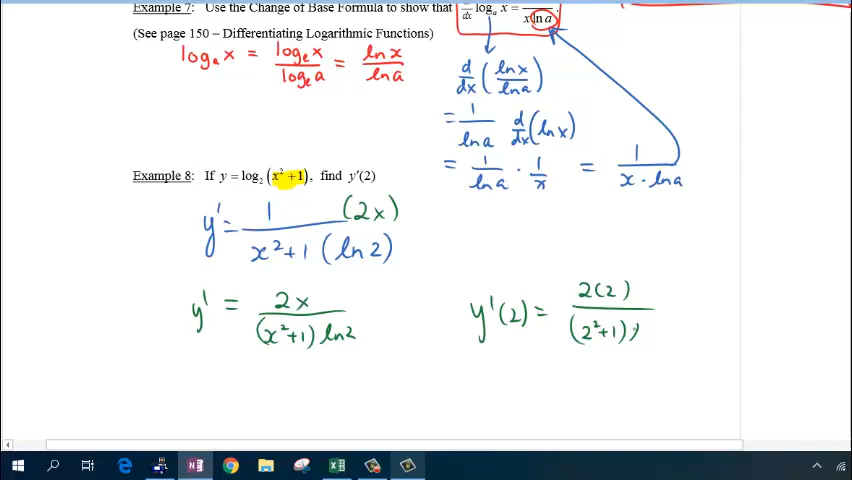 Example 7: Use the Change of Base Formula to show that d/dx log_a x = 1/(x ln a).
(See page 150 – Differentiating Logarithmic Functions)
log_a x = log_e x / log_e a = ln x / ln a
d/dx (ln x / ln a)
= 1/ln a d/dx (ln x)
= 1/ln a · 1/x = 1/(x · ln a)
Example 8: If y = log₂(x² + 1), find y′(2)
y' = 1/(x²+1 (ln 2) (2x)
y' = 2x/((x²+1) ln 2)
y'(2) = 2(2)/(2²+1)